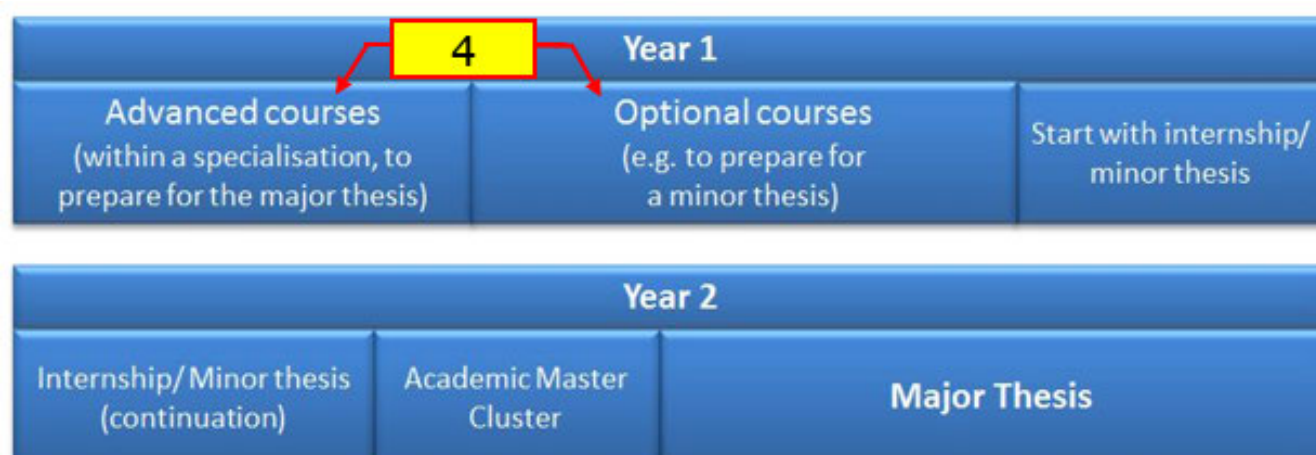 4
Year 1
Advanced courses
(within a specialisation, to
prepare for the major thesis)
Optional courses
(e.g. to prepare for
a minor thesis)
Start with internship/
minor thesis
Year 2
Internship/Minor thesis
(continuation)
Academic Master
Cluster
Major Thesis